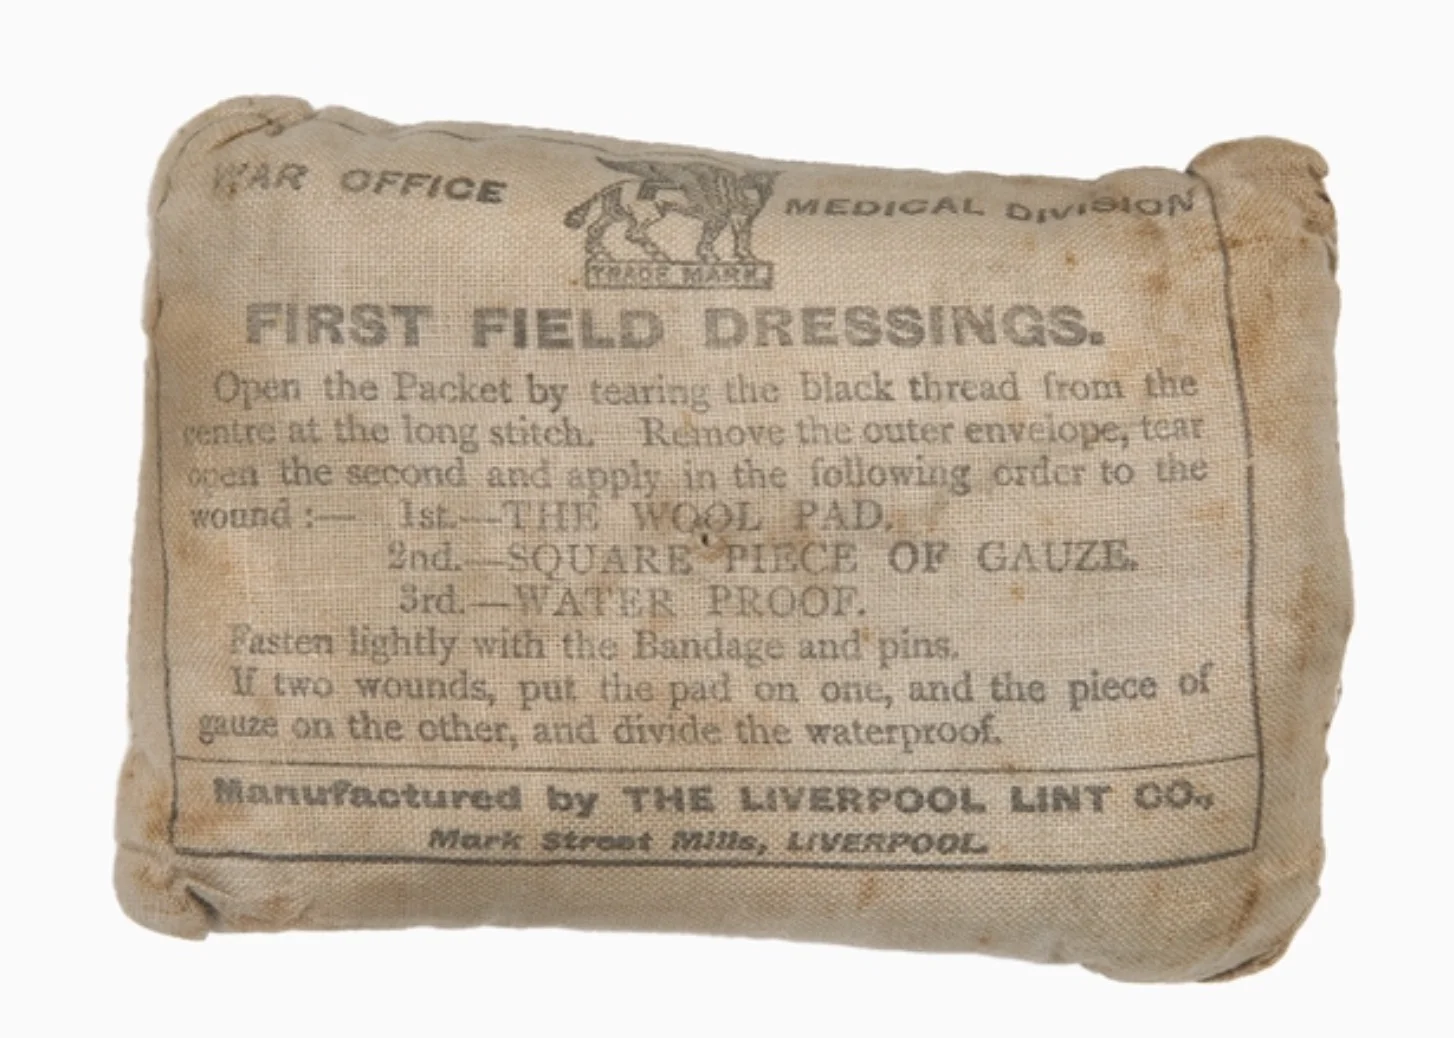 WAR OFFICE MEDICAL DIVISION
TRADE MARK.
FIRST FIELD DRESSINGS.
Open the Packet by tearing the black thread from the
centre at the long stitch. Remove the outer envelope, tear
open the second and apply in the following order to the
wound :— 1st.—THE WOOL PAD.
2nd.—SQUARE PIECE OF GAUZE.
3rd.—WATER PROOF.
Fasten lightly with the Bandage and pins.
If two wounds, put the pad on one, and the piece of
gauze on the other, and divide the waterproof.
Manufactured by THE LIVERPOOL LINT CO.,
Mark Street Mills, LIVERPOOL.